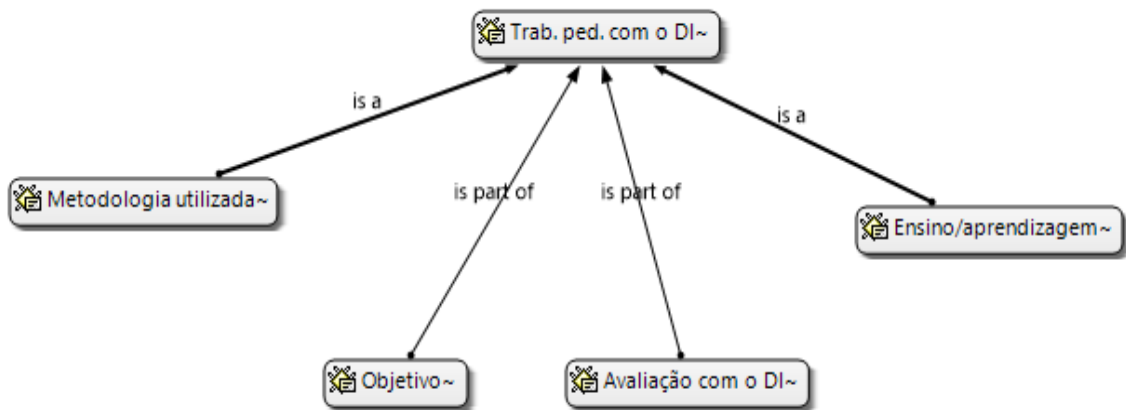 Trab. ped. com o DI~
is a
is a
Metodologia utilizada~
is part of
is part of
Ensino/aprendizagem~
Objetivo~
Avaliação com o DI~